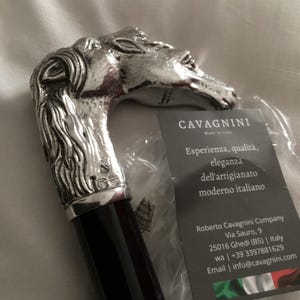 CAVAGNINI
Made in Italy
Esperienza, qualità,
eleganza
dell'artigianato
moderno italiano
Roberto Cavagnini Company
Via Sauro, 9
25016 Ghedi (BS) | Italy
wa | +39 3397881629
Email | info@cavagnini.com